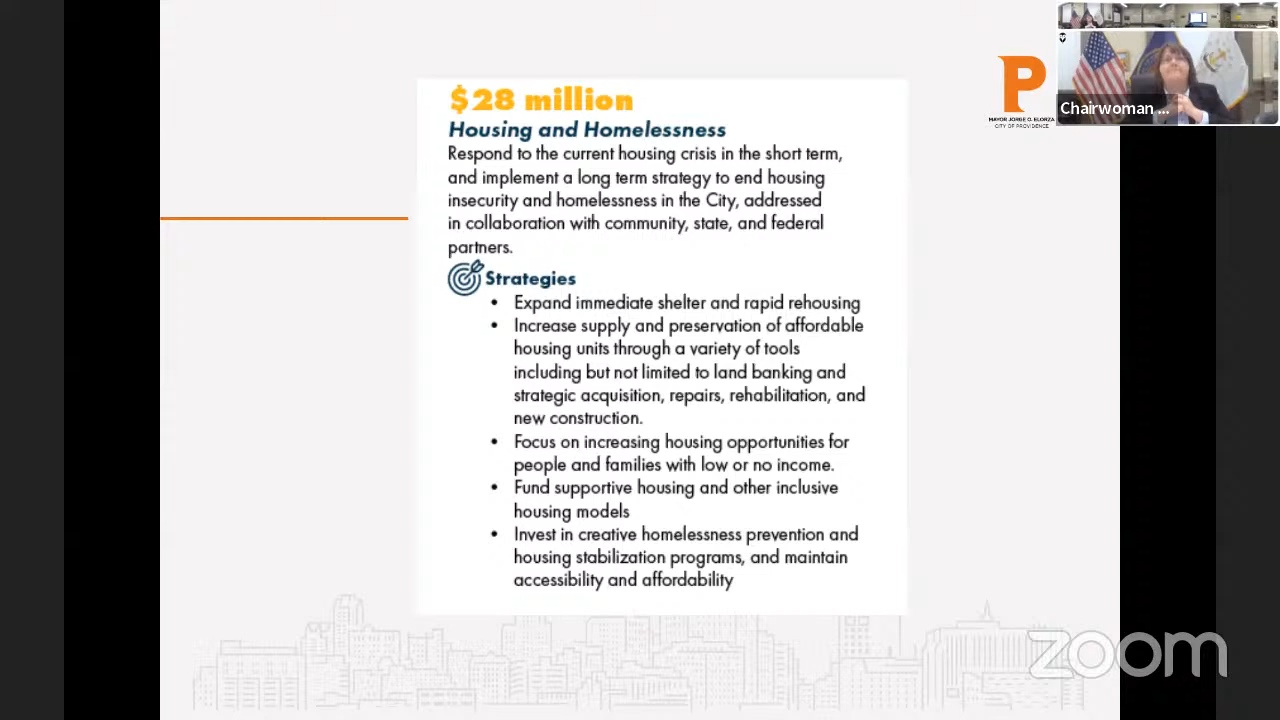 $28 million
Housing and Homelessness
Respond to the current housing crisis in the short term,
and implement a long term strategy to end housing
insecurity and homelessness in the City, addressed
in collaboration with community, state, and federal
partners.
Strategies
• Expand immediate shelter and rapid rehousing
• Increase supply and preservation of affordable
housing units through a variety of tools
including but not limited to land banking and
strategic acquisition, repairs, rehabilitation, and
new construction.
• Focus on increasing housing opportunities for
people and families with low or no income.
• Fund supportive housing and other inclusive
housing models
• Invest in creative homelessness prevention and
housing stabilization programs, and maintain
accessibility and affordability
P
MAYOR JORGE O. ELORZA
CITY OF PROVIDENCE
Chairwoman ...
zoom